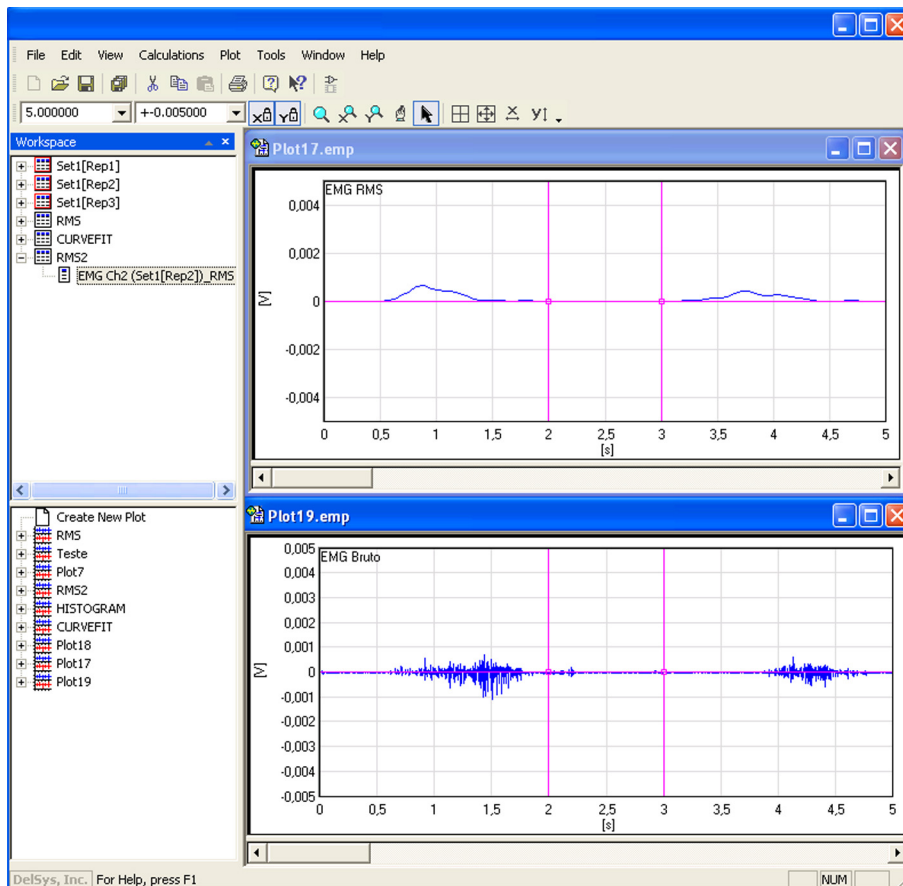 File Edit View Calculations Plot Tools Window Help
5.000000 +-0.005000 X Y X Y
Workspace
Set1[Rep1]
Set1[Rep2]
Set1[Rep3]
RMS
CURVEFIT
RMS2
EMG Ch2 (Set1[Rep2])_RMS
Create New Plot
RMS
Teste
Plot7
RMS2
HISTOGRAM
CURVEFIT
Plot18
Plot17
Plot19
Plot17.emp
EMG RMS
0,004
0,002
0
-0,002
-0,004
[V]
0 0,5 1 1,5 2 2,5 3 3,5 4 4,5 5
[s]
Plot19.emp
EMG Bruto
0,005
0,004
0,003
0,002
0,001
0
-0,001
-0,002
-0,003
-0,004
-0,005
[V]
0 0,5 1 1,5 2 2,5 3 3,5 4 4,5 5
[s]
DelSys, Inc. For Help, press F1 NUM